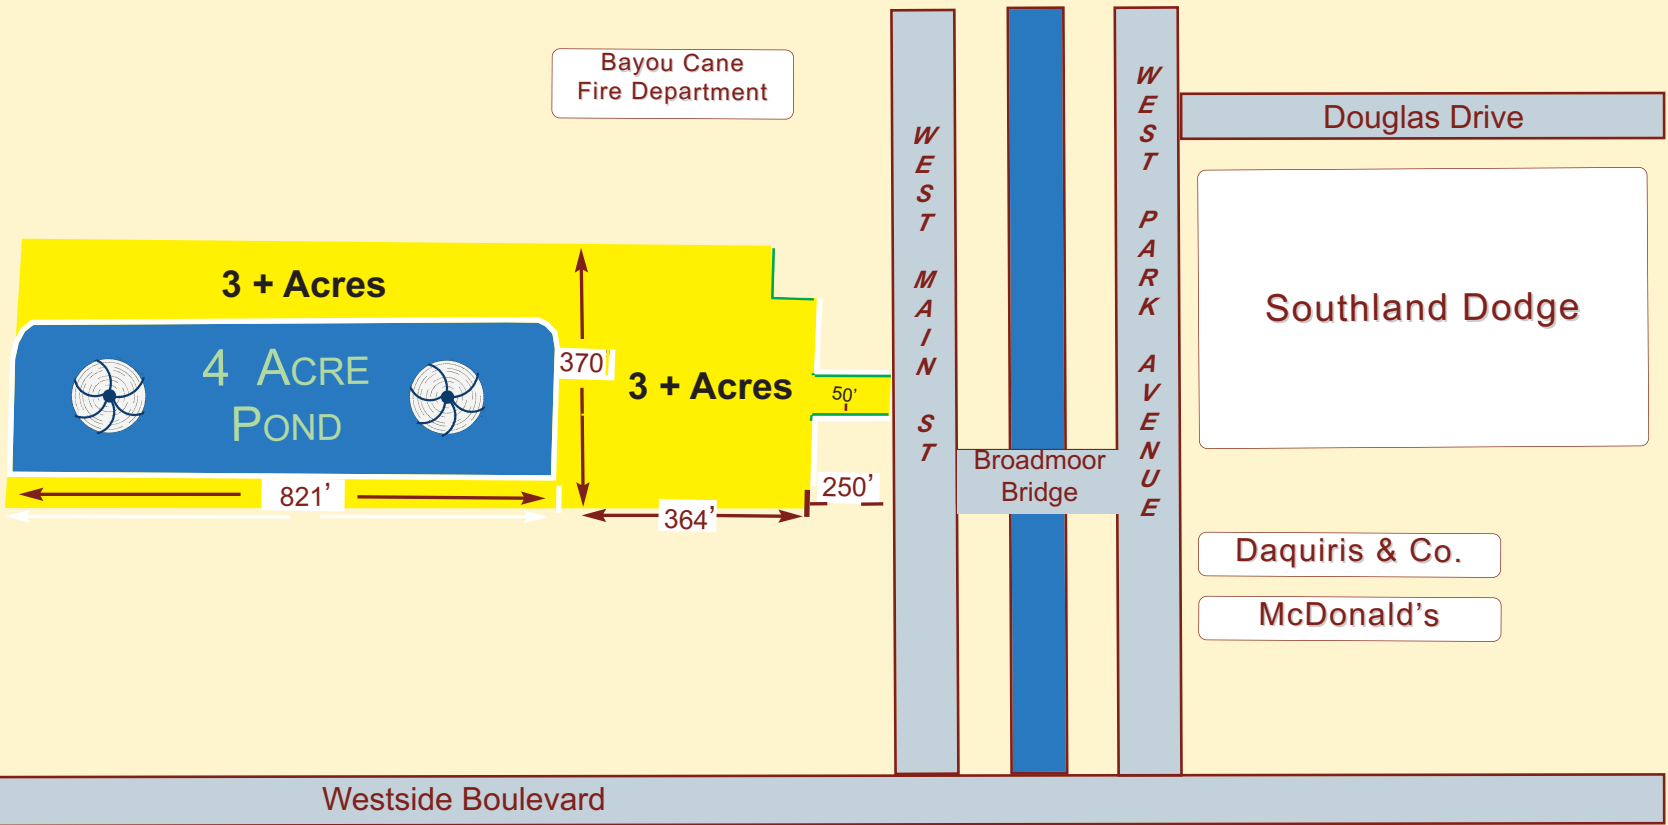 Bayou Cane
Fire Department
WEST MAIN ST
WEST PARK AVENUE
Douglas Drive
Southland Dodge
3 + Acres
4 ACRE
POND
370'
3 + Acres
50’
821’
364’
250’
Broadmoor
Bridge
Daquiris & Co.
McDonald’s
Westside Boulevard